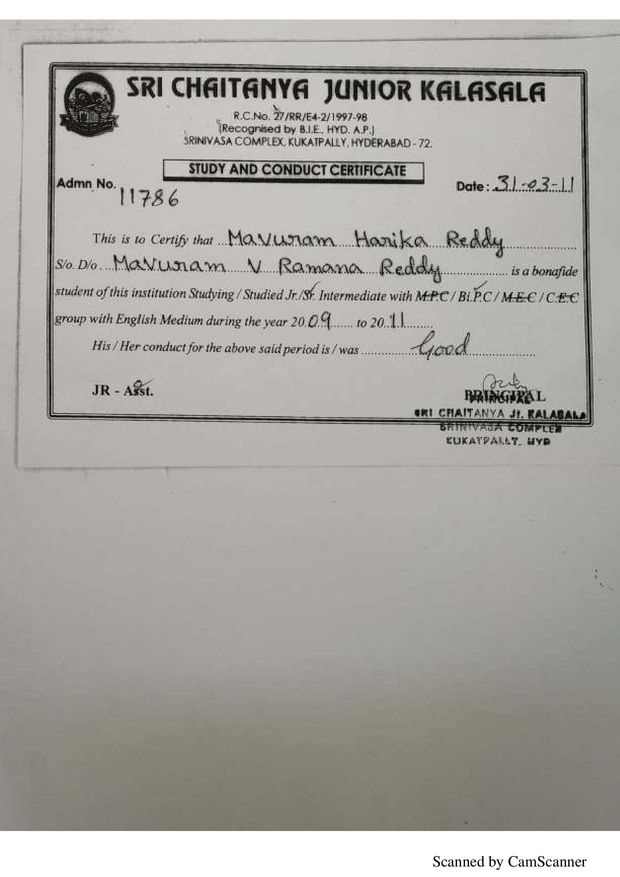 SRI CHAITANYA JUNIOR KALASALA
R.C.No. 27/RR/E4-2/1997-98
(Recognised by B.I.E., HYD. A.P.)
SRINIVASA COMPLEX, KUKATPALLY, HYDERABAD - 72.
STUDY AND CONDUCT CERTIFICATE
Admn No. 11786
Date : 31-03-11
This is to Certify that Mavuram Harika Reddy
S/o. D/o. Mavuram V Ramana Reddy is a bonafide
student of this institution Studying / Studied Jr./Sr. Intermediate with M.P.C / Bi.P.C / M.E.C / C.E.C
group with English Medium during the year 2009 to 2011
His / Her conduct for the above said period is / was Good
JR - Asst.
PRINCIPAL
PRINCIPAL
SRI CHAITANYA Jr. KALASALA
SRINIVASA COMPLEX
KUKATPALLY, HYD
Scanned by CamScanner